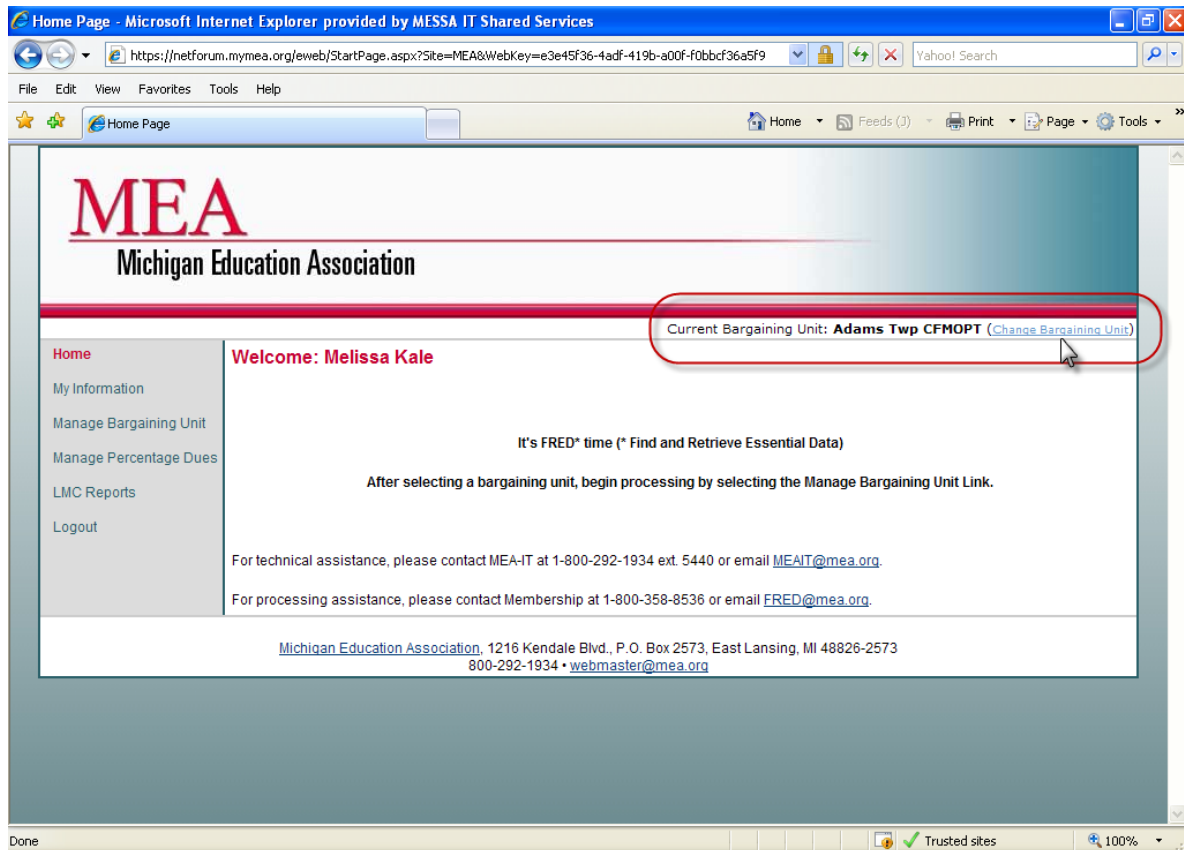 Home Page - Microsoft Internet Explorer provided by MESSA IT Shared Services
https://netforum.mymea.org/eweb/StartPage.aspx?Site=MEA&WebKey=e3e45f36-4adf-419b-a00f-f0bbcf36a5f9
Yahoo! Search
File Edit View Favorites Tools Help
Home Page
Home Feeds (J) Print Page Tools »
MEA
Michigan Education Association
Current Bargaining Unit: Adams Twp CFMOPT (Change Bargaining Unit)
Home
My Information
Manage Bargaining Unit
Manage Percentage Dues
LMC Reports
Logout
Welcome: Melissa Kale
It's FRED* time (* Find and Retrieve Essential Data)
After selecting a bargaining unit, begin processing by selecting the Manage Bargaining Unit Link.
For technical assistance, please contact MEA-IT at 1-800-292-1934 ext. 5440 or email MEAIT@mea.org.
For processing assistance, please contact Membership at 1-800-358-8536 or email FRED@mea.org.
Michigan Education Association, 1216 Kendale Blvd., P.O. Box 2573, East Lansing, MI 48826-2573
800-292-1934 • webmaster@mea.org
Done
Trusted sites
100%